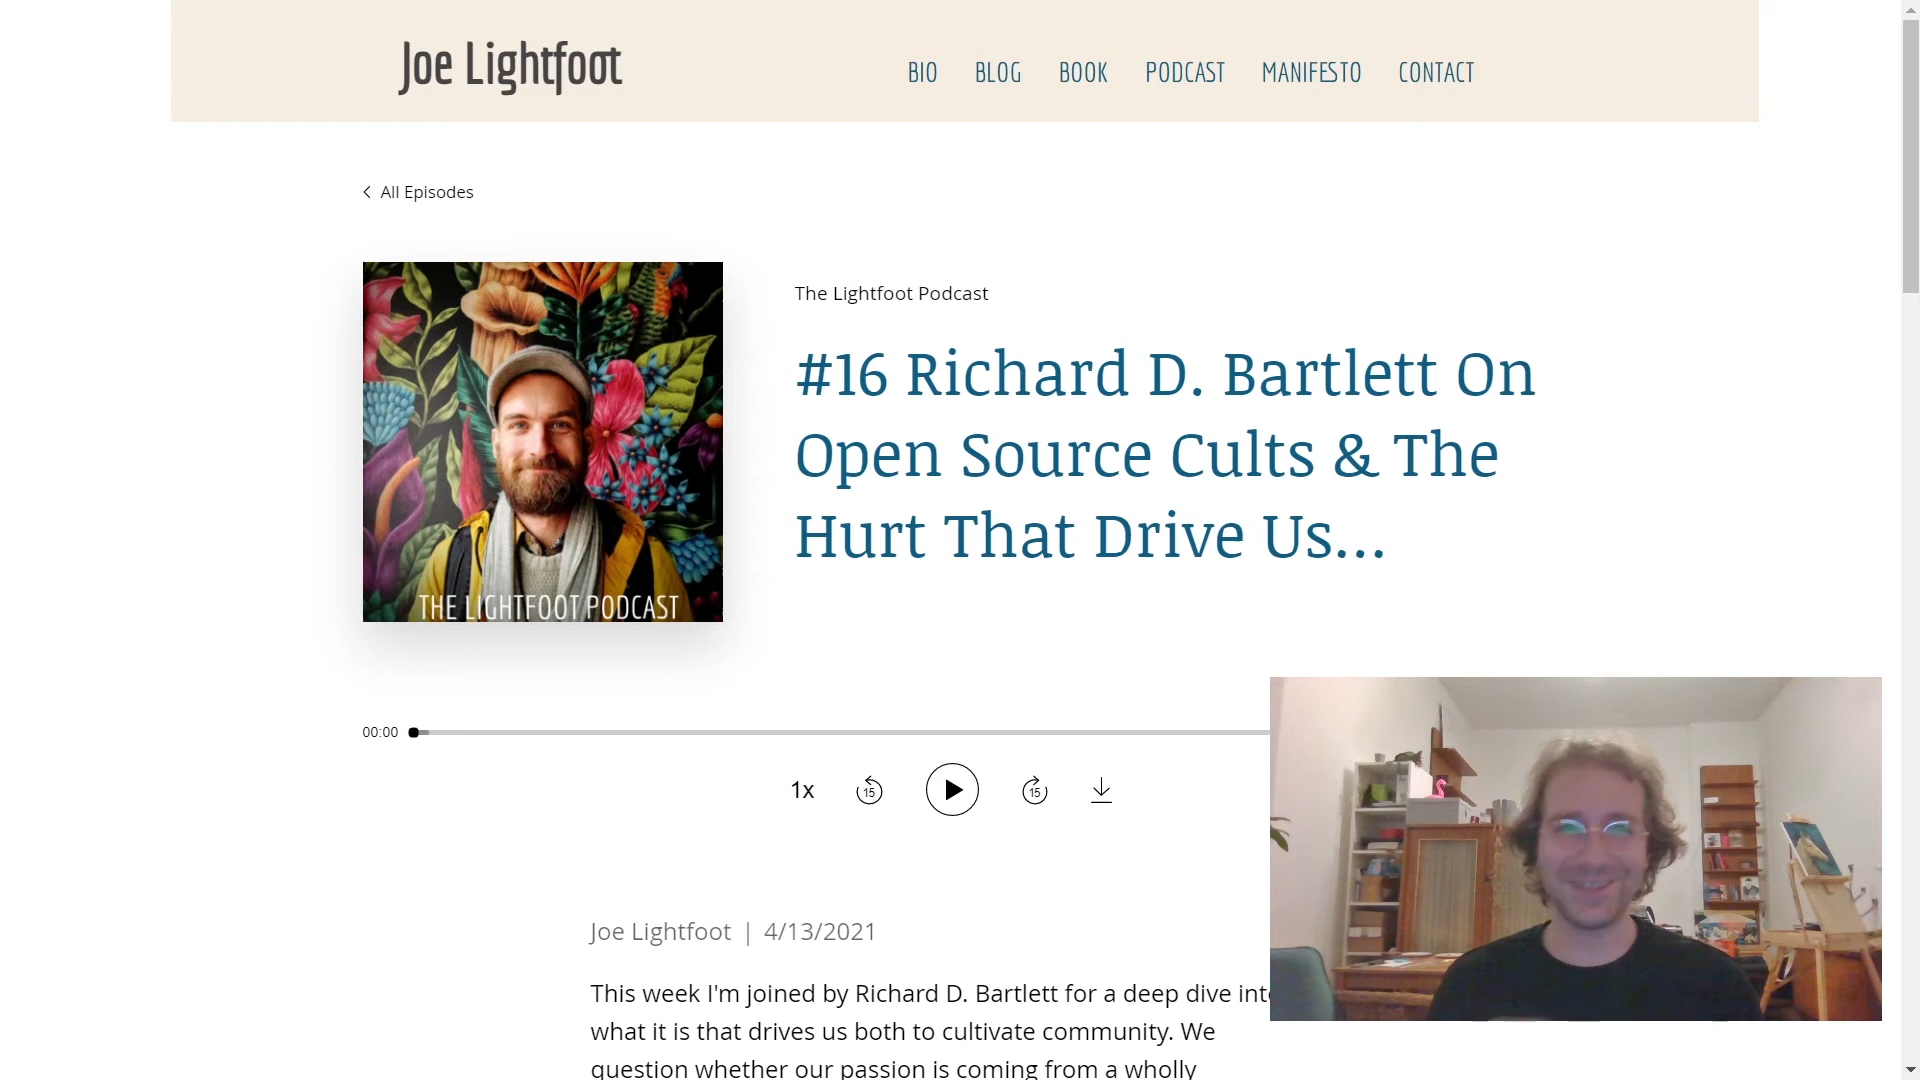 Joe Lightfoot
BIO BLOG BOOK PODCAST MANIFESTO CONTACT
All Episodes
The Lightfoot Podcast
#16 Richard D. Bartlett On
Open Source Cults & The
Hurt That Drive Us...
THE LIGHTFOOT PODCAST
00:00
1x 15 15
Joe Lightfoot | 4/13/2021
This week I'm joined by Richard D. Bartlett for a deep dive
what it is that drives us both to cultivate community. We
question whether our passion is coming from a wholly